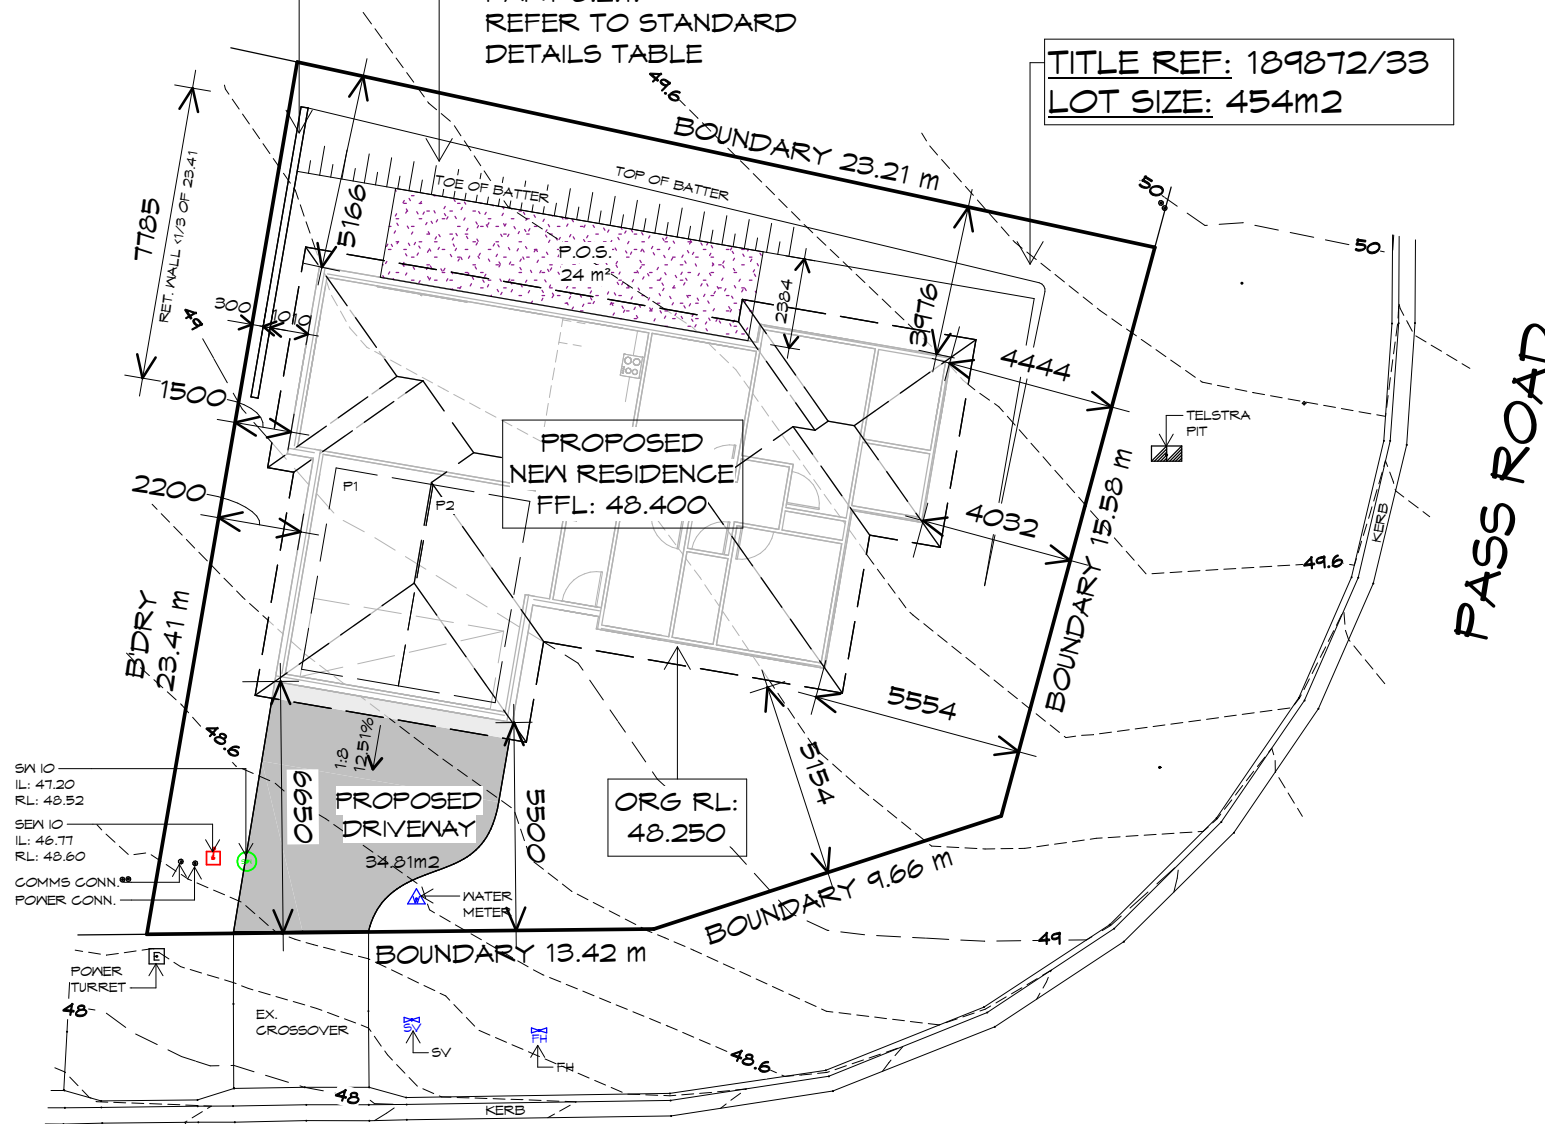 REFER TO STANDARD
DETAILS TABLE
TITLE REF: 189872/33
LOT SIZE: 454m2
49.6
BOUNDARY 23.21 m
TOP OF BATTER
TOE OF BATTER
50
50
7785
RET. WALL <1/3 OF 23.41
5166
P.O.S.
24 m²
2384
3976
300
1010
49
4444
1500
TELSTRA
PIT
PASS ROAD
PROPOSED
NEW RESIDENCE
FFL: 48.400
P1
P2
2200
4032
BOUNDARY 15.58 m
KERB
49.6
B'DRY
23.41 m
5554
48.6
1:8
12.51%
5154
SW IO
IL: 47.20
RL: 48.52
SEW IO
IL: 46.77
RL: 48.60
COMMS CONN.
POWER CONN.
6650
PROPOSED
DRIVEWAY
34.81m2
5500
ORG RL:
48.250
WATER
METER
BOUNDARY 9.66 m
BOUNDARY 13.42 m
49
POWER
TURRET
E
48
EX.
CROSSOVER
SV
SV
FH
FH
48.6
48
KERB